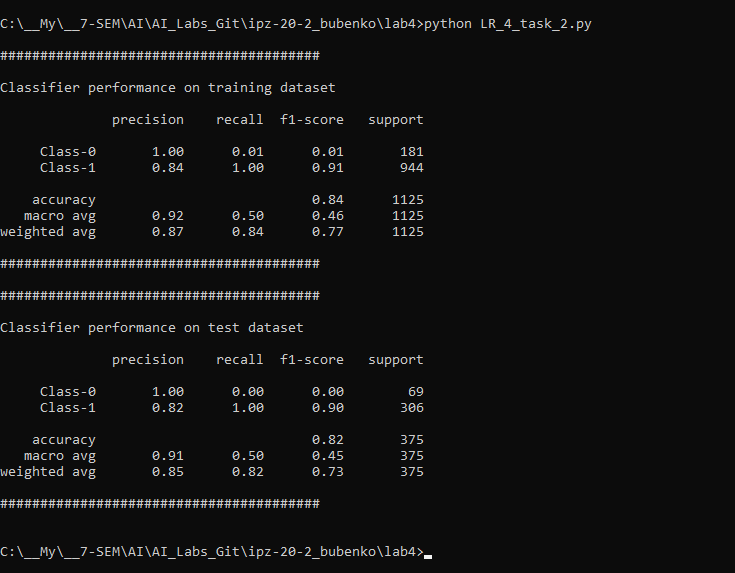 C:\__My\__7-SEM\AI\AI_Labs_Git\ipz-20-2_bubenko\lab4>python LR_4_task_2.py
########################################
Classifier performance on training dataset
precision recall f1-score support
Class-0 1.00 0.01 0.01 181
Class-1 0.84 1.00 0.91 944
accuracy 0.84 1125
macro avg 0.92 0.50 0.46 1125
weighted avg 0.87 0.84 0.77 1125
########################################
########################################
Classifier performance on test dataset
precision recall f1-score support
Class-0 1.00 0.00 0.00 69
Class-1 0.82 1.00 0.90 306
accuracy 0.82 375
macro avg 0.91 0.50 0.45 375
weighted avg 0.85 0.82 0.73 375
########################################
C:\__My\__7-SEM\AI\AI_Labs_Git\ipz-20-2_bubenko\lab4>